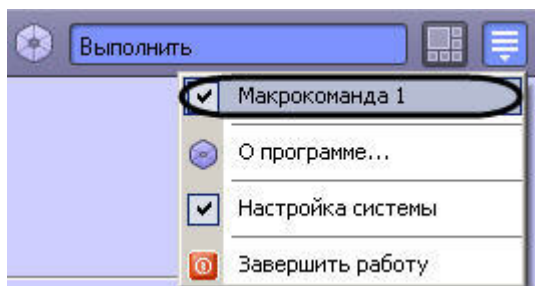 Выполнить
Макрокоманда 1
О программе...
Настройка системы
Завершить работу